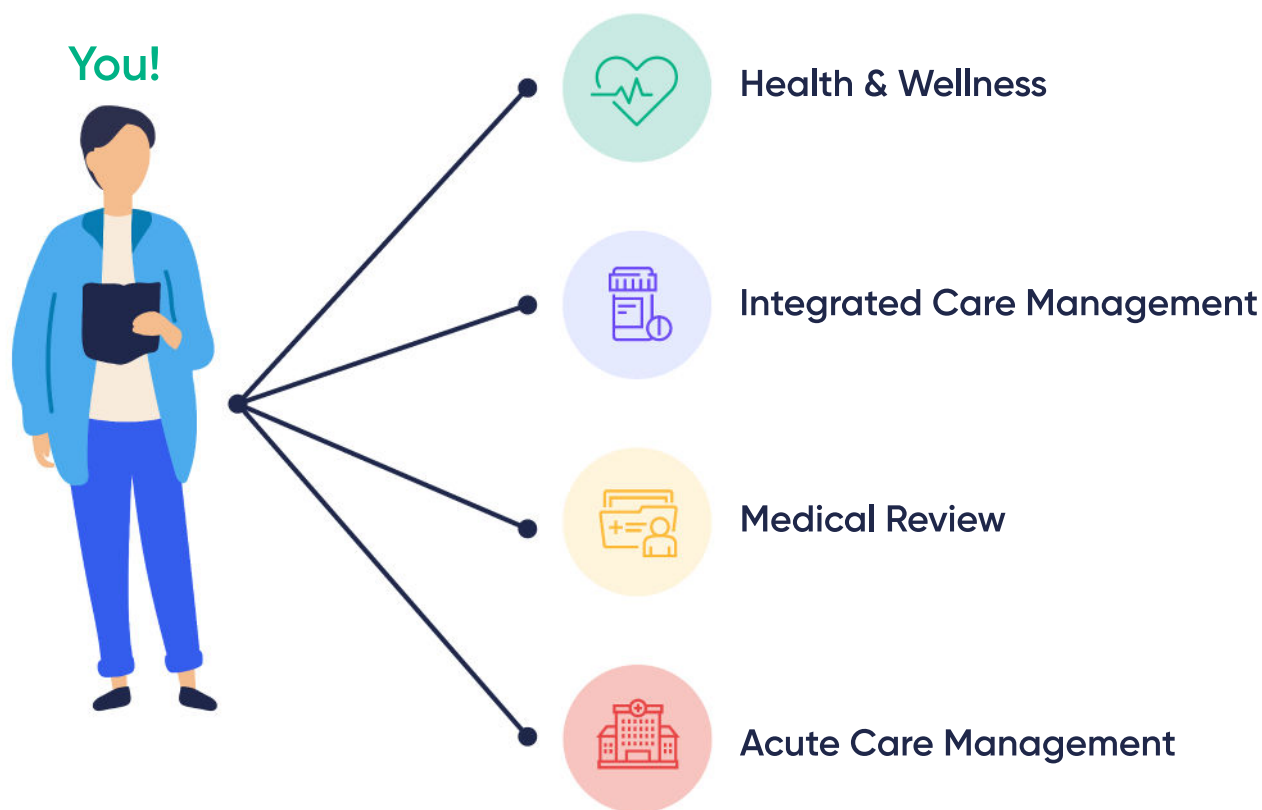 You!
Health & Wellness
Integrated Care Management
Medical Review
Acute Care Management